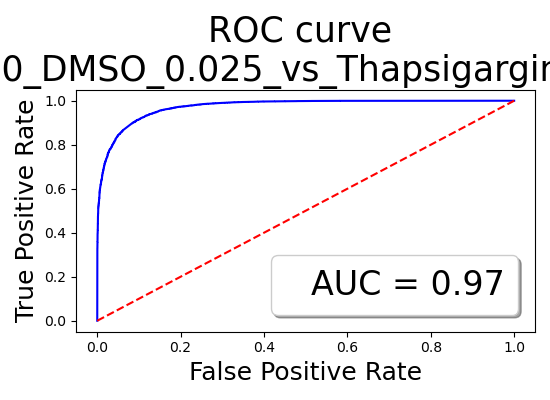 ROC curve
0_DMSO_0.025_vs_Thapsigargin
True Positive Rate
1.0
0.8
0.6
0.4
0.2
0.0
AUC = 0.97
0.0 0.2 0.4 0.6 0.8 1.0
False Positive Rate